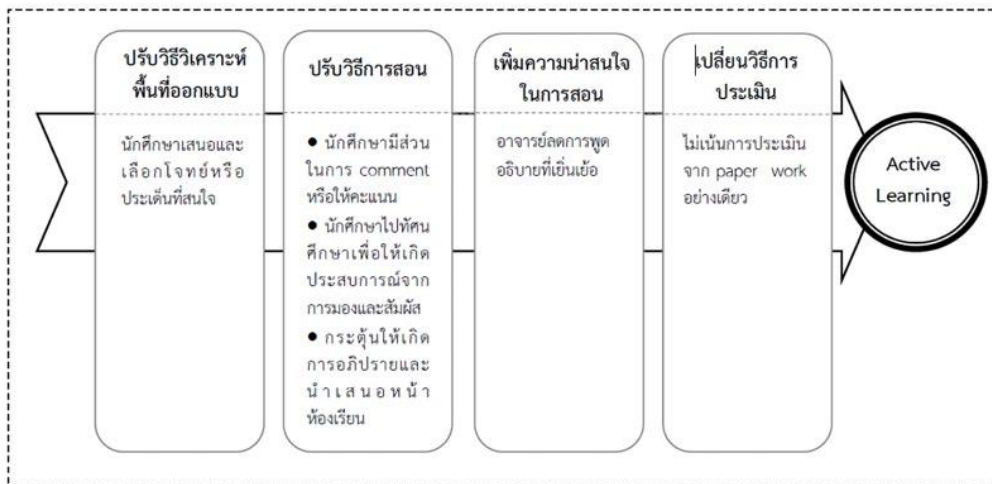 ปรับวิธีวิเคราะห์
พื้นที่ออกแบบ
นักศึกษาเสนอและ
เลือกโจทย์หรือ
ประเด็นที่สนใจ
ปรับวิธีการสอน
● นักศึกษามีส่วน
ในการ comment
หรือให้คะแนน
● นักศึกษาไปทัศน
ศึกษาเพื่อให้เกิด
ประสบการณ์จาก
การมองและสัมผัส
● กระตุ้นให้เกิด
การอภิปรายและ
นำเสนอหน้า
ห้องเรียน
เพิ่มความน่าสนใจ
ในการสอน
อาจารย์ลดการพูด
อธิบายที่เยิ่นเย้อ
เปลี่ยนวิธีการ
ประเมิน
ไม่เน้นการประเมิน
จาก paper work
อย่างเดียว
Active
Learning